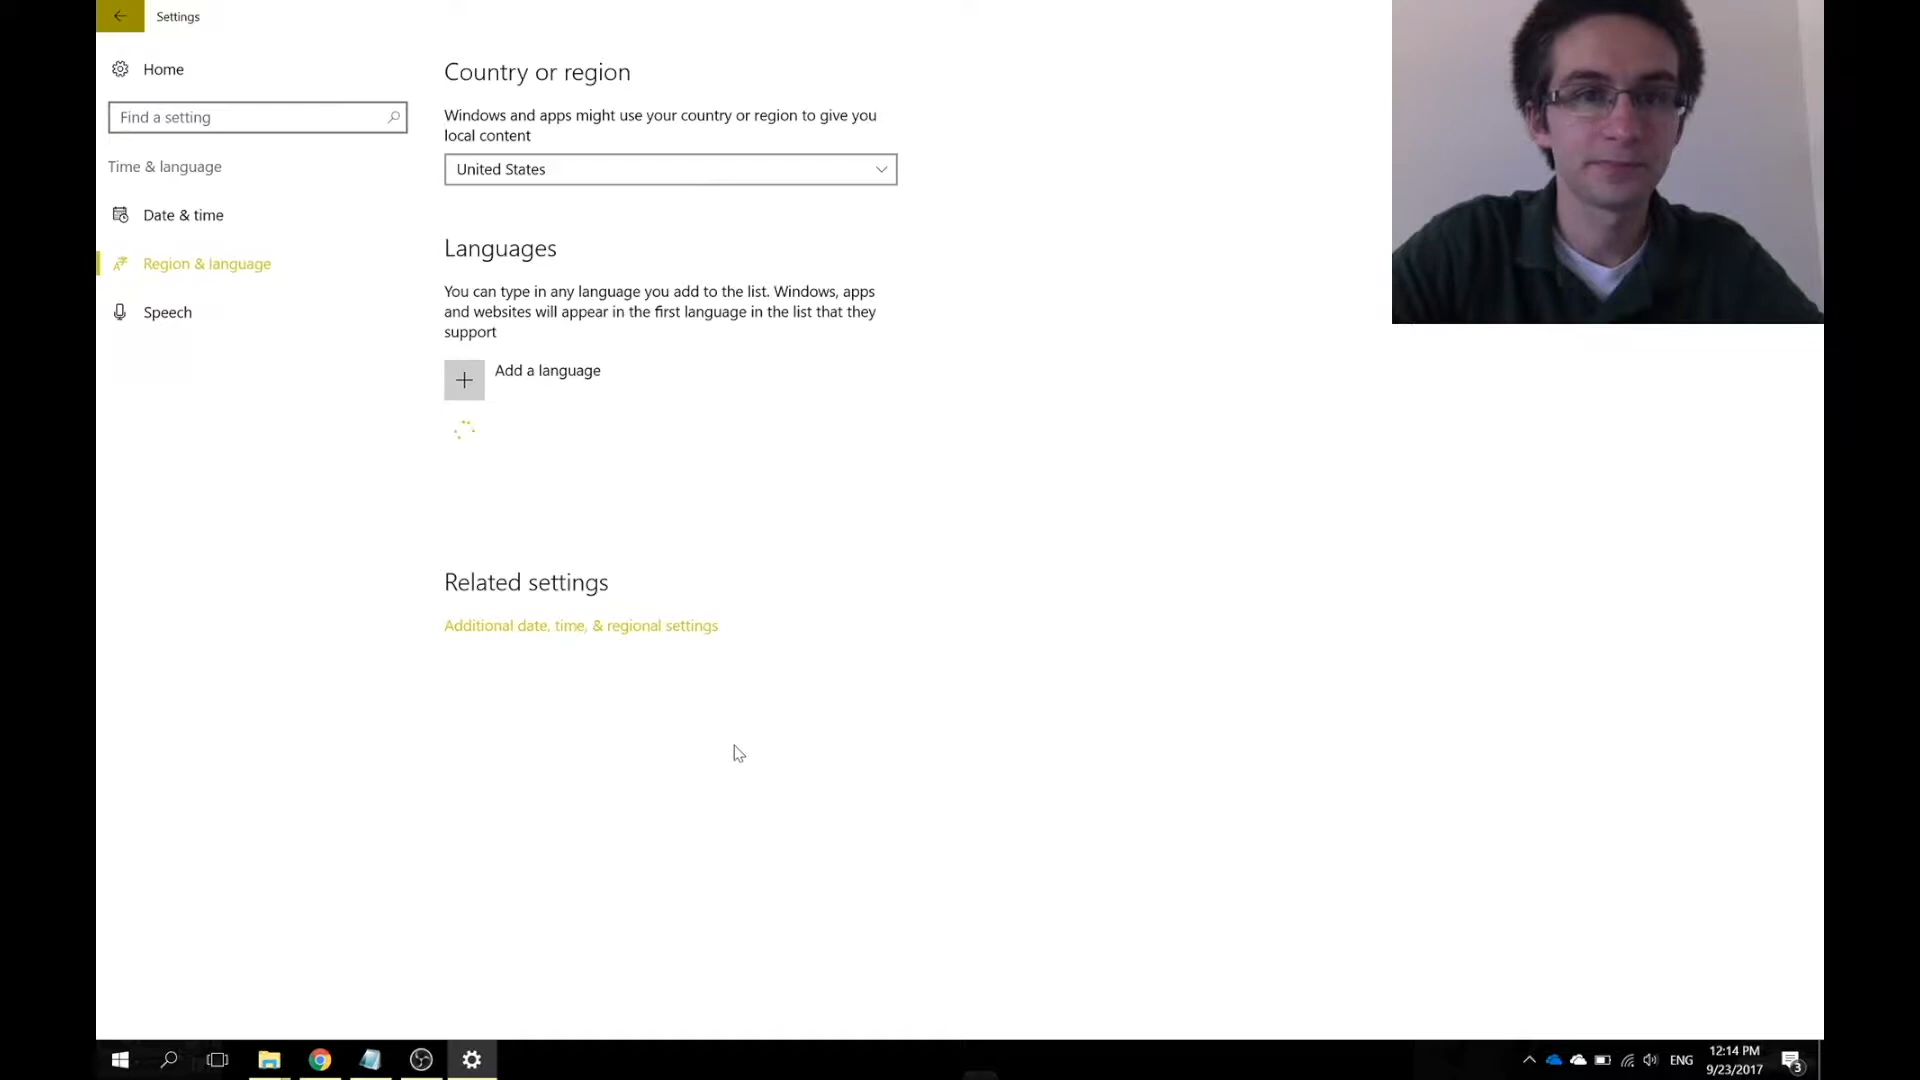 Settings
Home
Find a setting
Time & language
Date & time
Region & language
Speech
Country or region
Windows and apps might use your country or region to give you
local content
United States
Languages
You can type in any language you add to the list. Windows, apps
and websites will appear in the first language in the list that they
support
Add a language
Related settings
Additional date, time, & regional settings
ENG
12:14 PM
9/23/2017
3